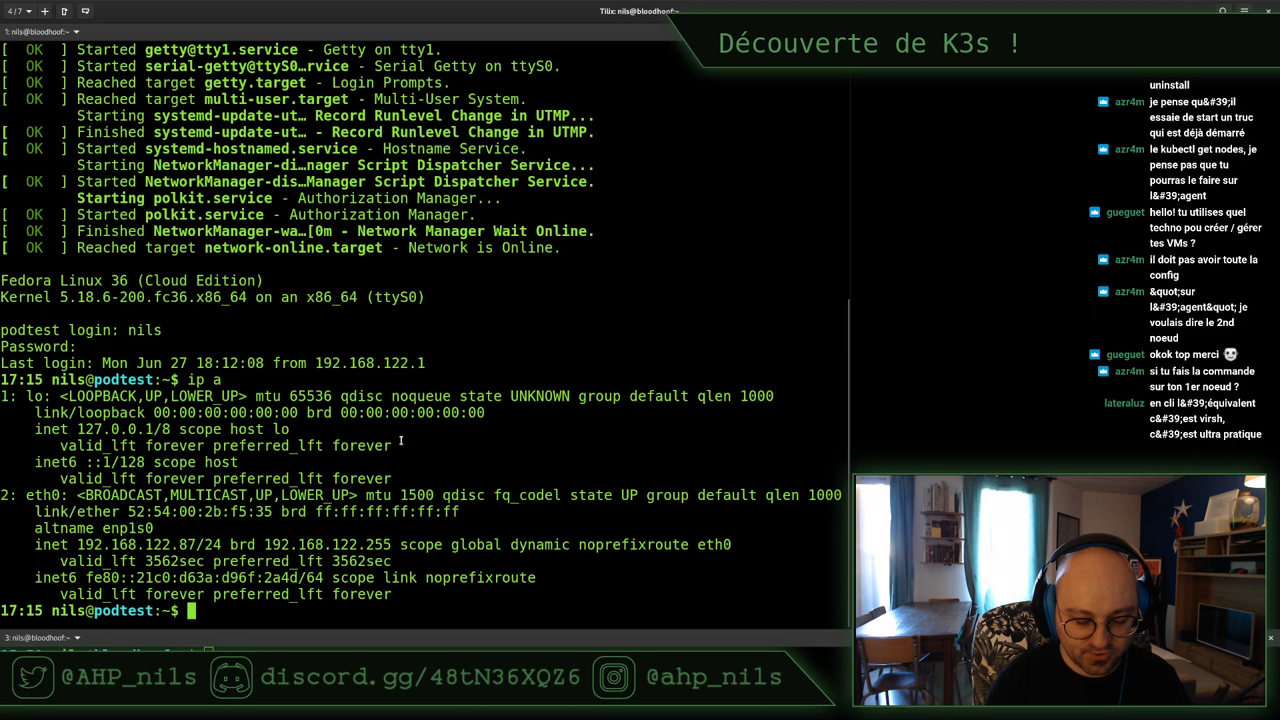 4 / 7
Tilix: nils@bloodhoof:~
1: nils@bloodhoof:~
Découverte de K3s !
[  OK  ] Started getty@tty1.service - Getty on tty1.
[  OK  ] Started serial-getty@ttyS0…rvice - Serial Getty on ttyS0.
[  OK  ] Reached target getty.target - Login Prompts.
[  OK  ] Reached target multi-user.target - Multi-User System.
Starting systemd-update-ut… Record Runlevel Change in UTMP...
[  OK  ] Finished systemd-update-ut… - Record Runlevel Change in UTMP.
[  OK  ] Started systemd-hostnamed.service - Hostname Service.
Starting NetworkManager-di…nager Script Dispatcher Service...
[  OK  ] Started NetworkManager-dis…Manager Script Dispatcher Service.
Starting polkit.service - Authorization Manager...
[  OK  ] Started polkit.service - Authorization Manager.
[  OK  ] Finished NetworkManager-wa…[0m - Network Manager Wait Online.
[  OK  ] Reached target network-online.target - Network is Online.
Fedora Linux 36 (Cloud Edition)
Kernel 5.18.6-200.fc36.x86_64 on an x86_64 (ttyS0)
podtest login: nils
Password:
Last login: Mon Jun 27 18:12:08 from 192.168.122.1
17:15 nils@podtest:~$ ip a
1: lo: <LOOPBACK,UP,LOWER_UP> mtu 65536 qdisc noqueue state UNKNOWN group default qlen 1000
link/loopback 00:00:00:00:00:00 brd 00:00:00:00:00:00
inet 127.0.0.1/8 scope host lo
valid_lft forever preferred_lft forever
inet6 ::1/128 scope host
valid_lft forever preferred_lft forever
2: eth0: <BROADCAST,MULTICAST,UP,LOWER_UP> mtu 1500 qdisc fq_codel state UP group default qlen 1000
link/ether 52:54:00:2b:f5:35 brd ff:ff:ff:ff:ff:ff
altname enp1s0
inet 192.168.122.87/24 brd 192.168.122.255 scope global dynamic noprefixroute eth0
valid_lft 3562sec preferred_lft 3562sec
inet6 fe80::21c0:d63a:d96f:2a4d/64 scope link noprefixroute
valid_lft forever preferred_lft forever
17:15 nils@podtest:~$
3: nils@bloodhoof:~
uninstall
azr4m je pense qu&#39;il
essaie de start un truc
qui est déjà démarré
azr4m le kubectl get nodes, je
pense pas que tu
pourras le faire sur
l&#39;agent
gueguet hello! tu utilises quel
techno pou créer / gérer
tes VMs ?
azr4m il doit pas avoir toute la
config
azr4m &quot;sur
l&#39;agent&quot; je
voulais dire le 2nd
noeud
gueguet okok top merci
azr4m si tu fais la commande
sur ton 1er noeud ?
lateraluz en cli l&#39;équivalent
c&#39;est virsh,
c&#39;est ultra pratique
@AHP_nils
discord.gg/48tN36XQZ6
@ahp_nils